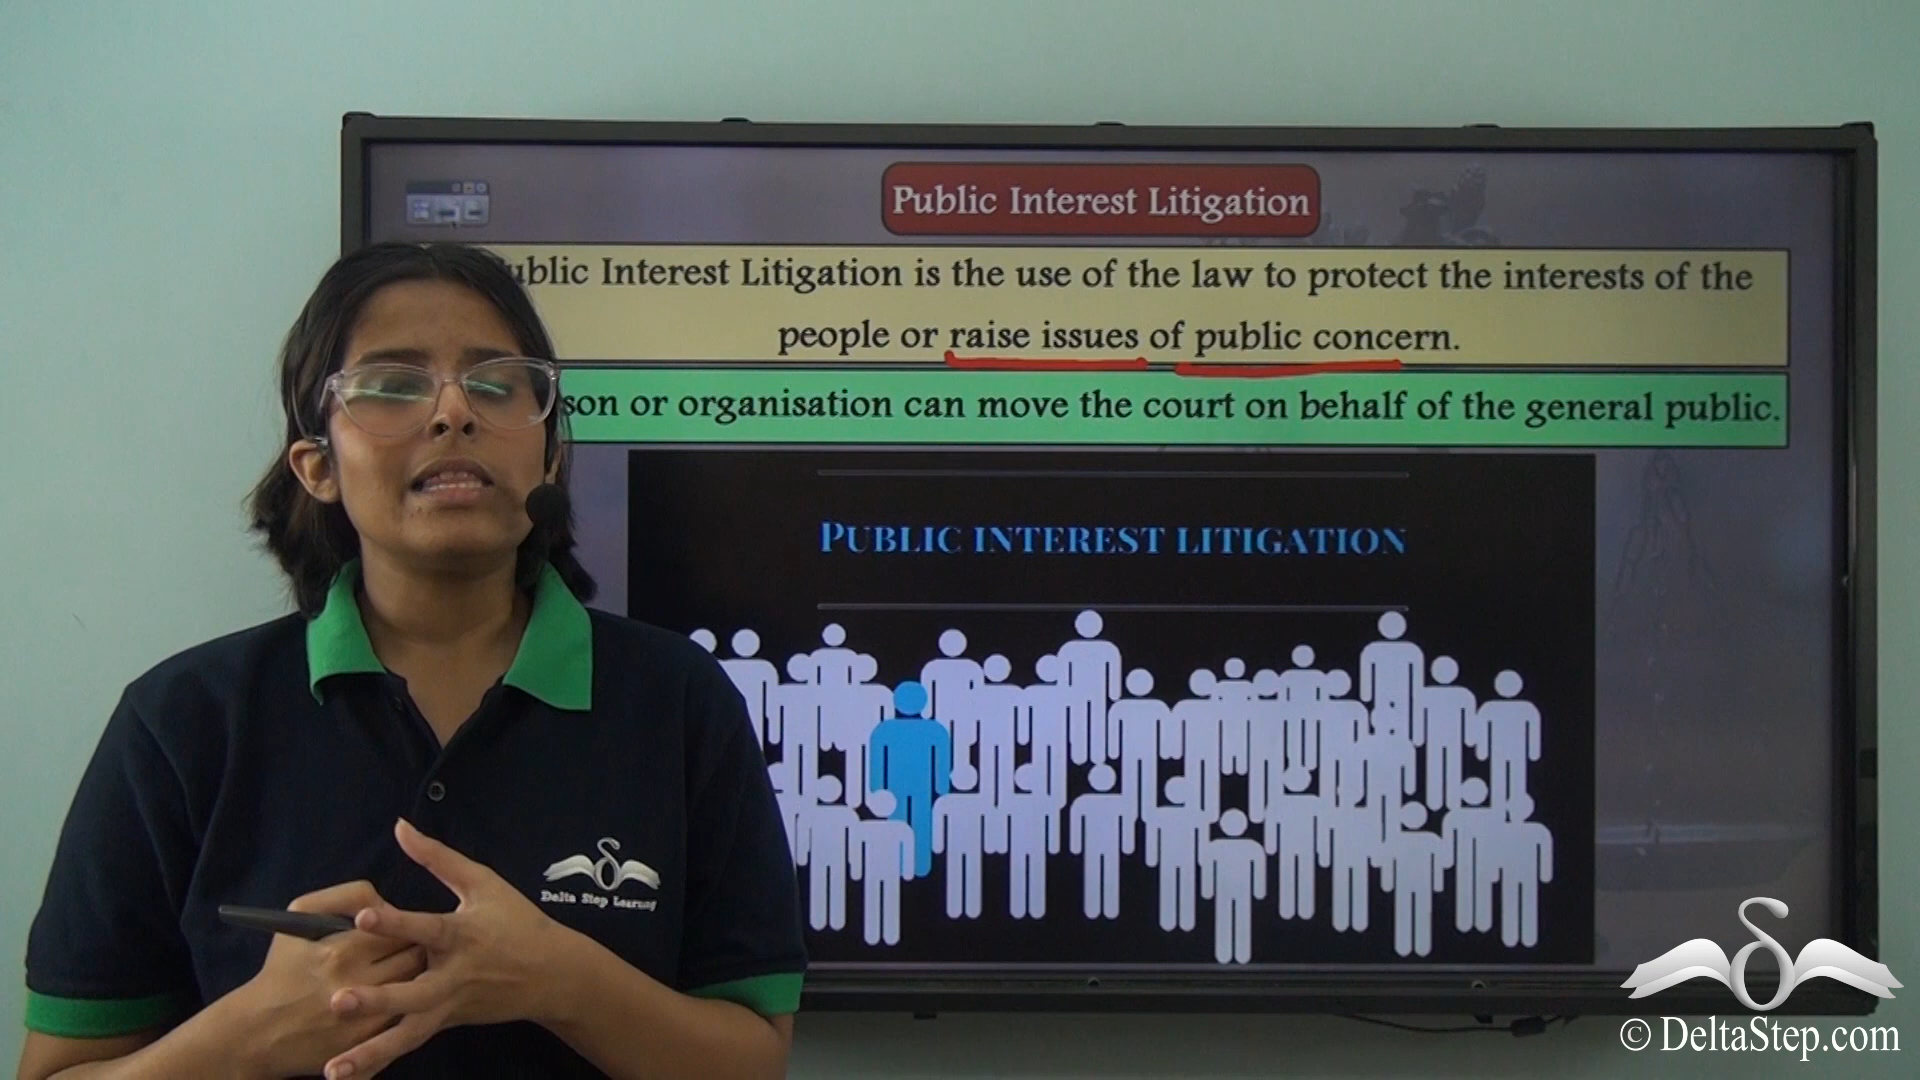 Public Interest Litigation
ublic Interest Litigation is the use of the law to protect the interests of the
people or raise issues of public concern.
son or organisation can move the court on behalf of the general public.
PUBLIC INTEREST LITIGATION
Delta Step Learning
© DeltaStep.com